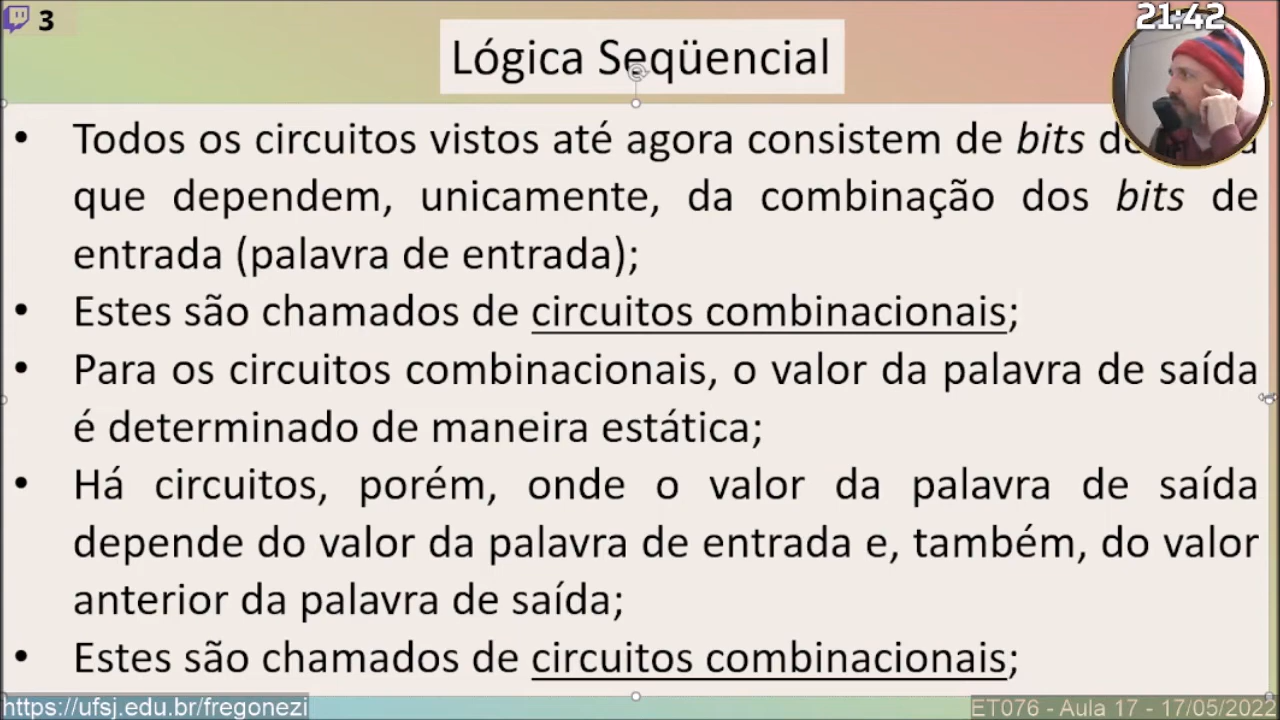 3
21:42
Lógica Seqüencial
• Todos os circuitos vistos até agora consistem de bits de
que dependem, unicamente, da combinação dos bits de
entrada (palavra de entrada);
• Estes são chamados de circuitos combinacionais;
• Para os circuitos combinacionais, o valor da palavra de saída
é determinado de maneira estática;
• Há circuitos, porém, onde o valor da palavra de saída
depende do valor da palavra de entrada e, também, do valor
anterior da palavra de saída;
• Estes são chamados de circuitos combinacionais;
https://ufsj.edu.br/fregonezi
ET076 - Aula 17 - 17/05/2022